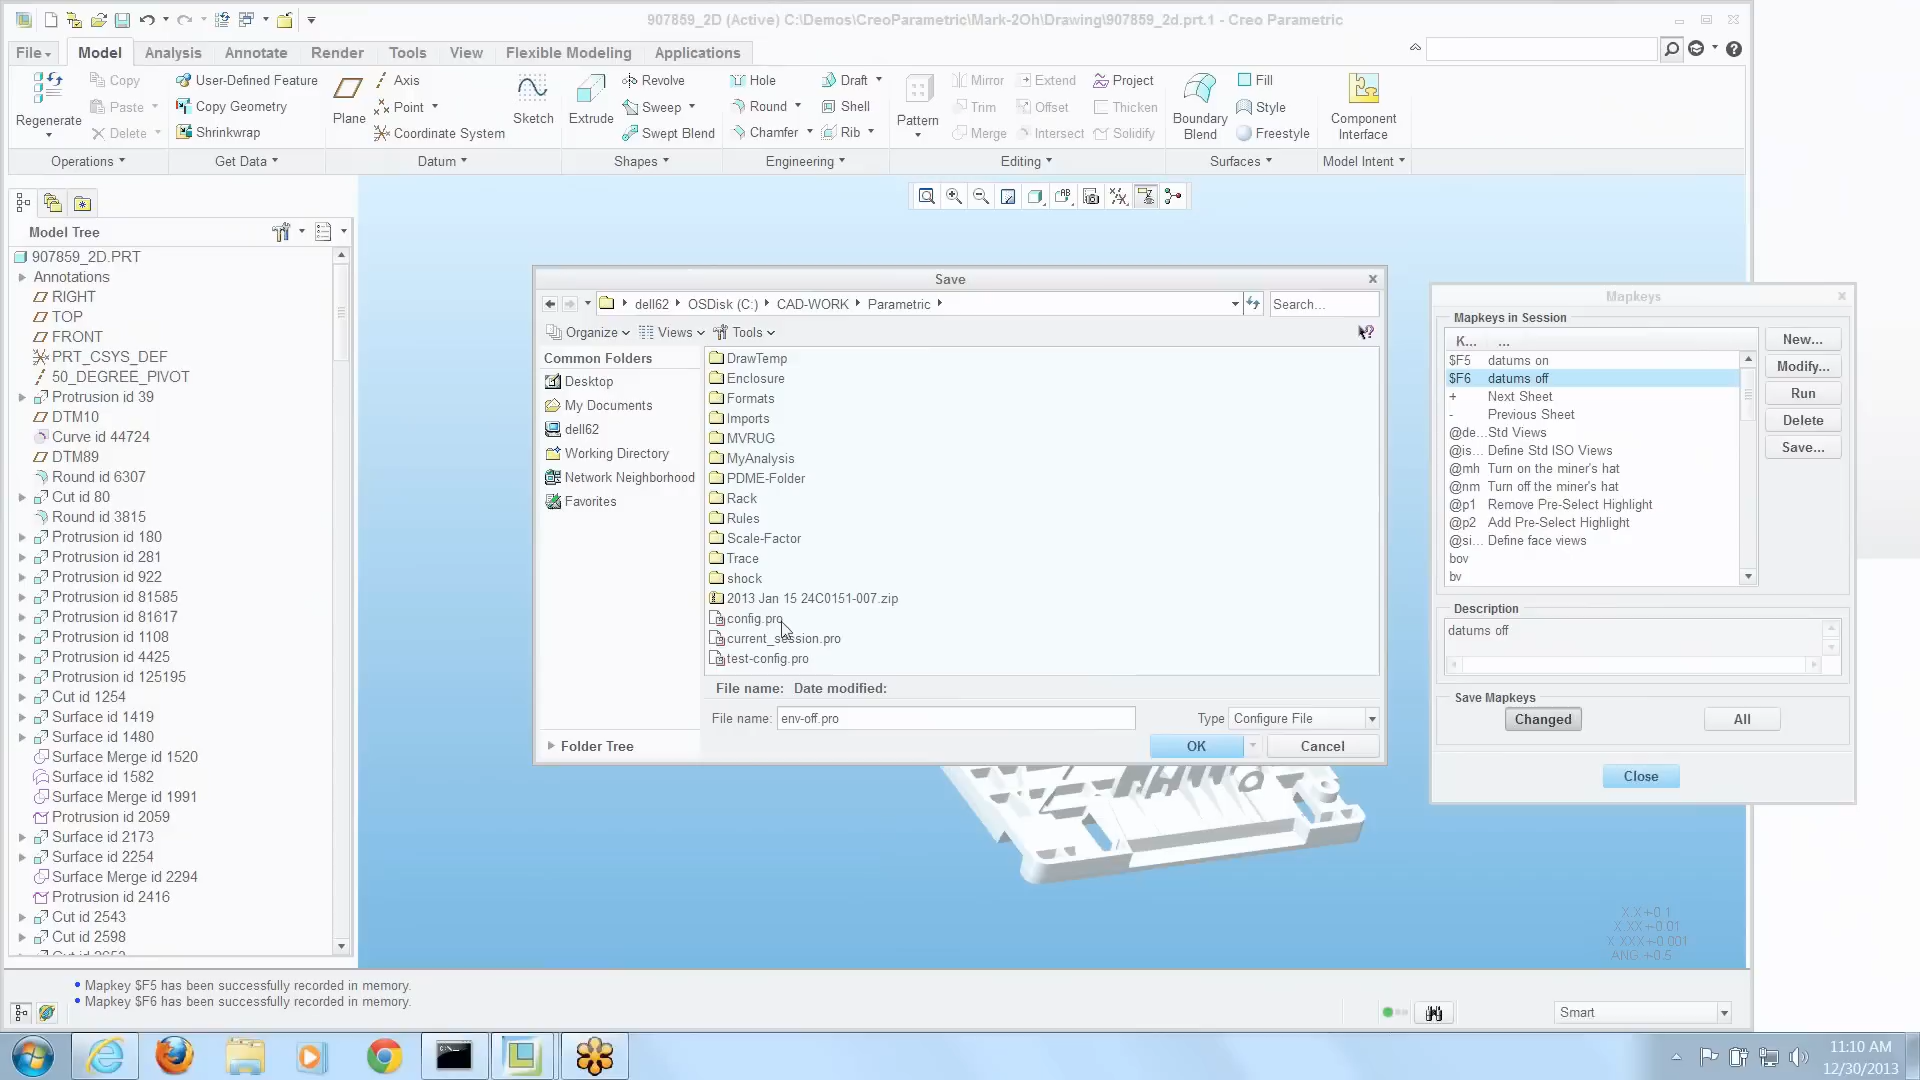 907859_2D (Active) C:\Demos\CreoParametric\Mark-2Oh\Drawing\907859_2d.prt.1 - Creo Parametric
File Model Analysis Annotate Render Tools View Flexible Modeling Applications
Regenerate
Copy
Paste
Delete
User-Defined Feature
Copy Geometry
Shrinkwrap
Plane
Axis
Point
Coordinate System
Sketch
Extrude
Revolve
Sweep
Swept Blend
Hole
Round
Chamfer
Draft
Shell
Rib
Pattern
Mirror
Trim
Merge
Extend
Offset
Intersect
Project
Thicken
Solidify
Boundary
Blend
Fill
Style
Freestyle
Component
Interface
Operations Get Data Datum Shapes Engineering Editing Surfaces Model Intent
Model Tree
907859_2D.PRT
Annotations
RIGHT
TOP
FRONT
PRT_CSYS_DEF
50_DEGREE_PIVOT
Protrusion id 39
DTM10
Curve id 44724
DTM89
Round id 6307
Cut id 80
Round id 3815
Protrusion id 180
Protrusion id 281
Protrusion id 922
Protrusion id 81585
Protrusion id 81617
Protrusion id 1108
Protrusion id 4425
Protrusion id 125195
Cut id 1254
Surface id 1419
Surface id 1480
Surface Merge id 1520
Surface id 1582
Surface Merge id 1991
Protrusion id 2059
Surface id 2173
Surface id 2254
Surface Merge id 2294
Protrusion id 2416
Cut id 2543
Cut id 2598
Save
dell62 OSDisk (C:) CAD-WORK Parametric
Search...
Organize Views Tools
Common Folders
Desktop
My Documents
dell62
Working Directory
Network Neighborhood
Favorites
DrawTemp
Enclosure
Formats
Imports
MVRUG
MyAnalysis
PDME-Folder
Rack
Rules
Scale-Factor
Trace
shock
2013 Jan 15 24C0151-007.zip
config.pro
current_session.pro
test-config.pro
File name: Date modified:
File name: env-off.pro
Type Configure File
Folder Tree
OK Cancel
Mapkeys
Mapkeys in Session
K... ...
$F5 datums on
$F6 datums off
+ Next Sheet
- Previous Sheet
@de... Std Views
@is... Define Std ISO Views
@mh Turn on the miner's hat
@nm Turn off the miner's hat
@p1 Remove Pre-Select Highlight
@p2 Add Pre-Select Highlight
@si... Define face views
bov
bv
New...
Modify...
Run
Delete
Save...
Description
datums off
Save Mapkeys
Changed All
Close
X.X+-0.1
X.XX+-0.01
X.XXX+-0.001
ANG.+-0.5
Mapkey $F5 has been successfully recorded in memory.
Mapkey $F6 has been successfully recorded in memory.
Smart
11:10 AM
12/30/2013